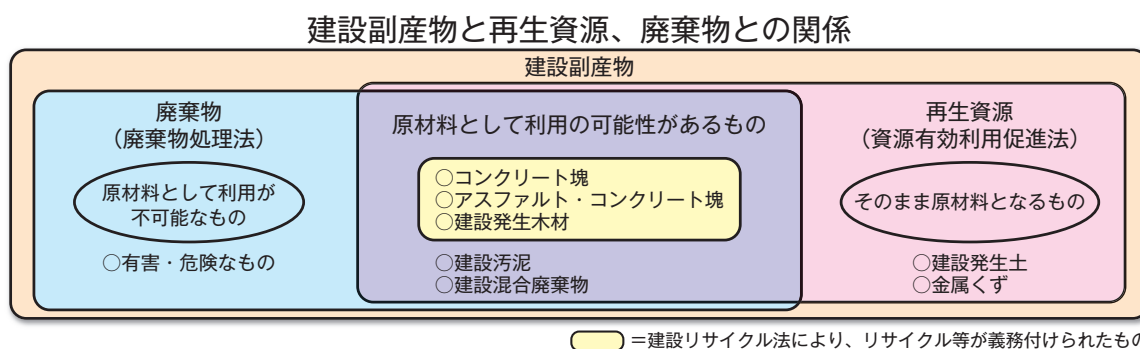 建設副産物と再生資源、廃棄物との関係
建設副産物
廃棄物
（廃棄物処理法）
原材料として利用が
不可能なもの
○有害・危険なもの
原材料として利用の可能性があるもの
○コンクリート塊
○アスファルト・コンクリート塊
○建設発生木材
○建設汚泥
○建設混合廃棄物
再生資源
（資源有効利用促進法）
そのまま原材料となるもの
○建設発生土
○金属くず
＝建設リサイクル法により、リサイクル等が義務付けられたもの